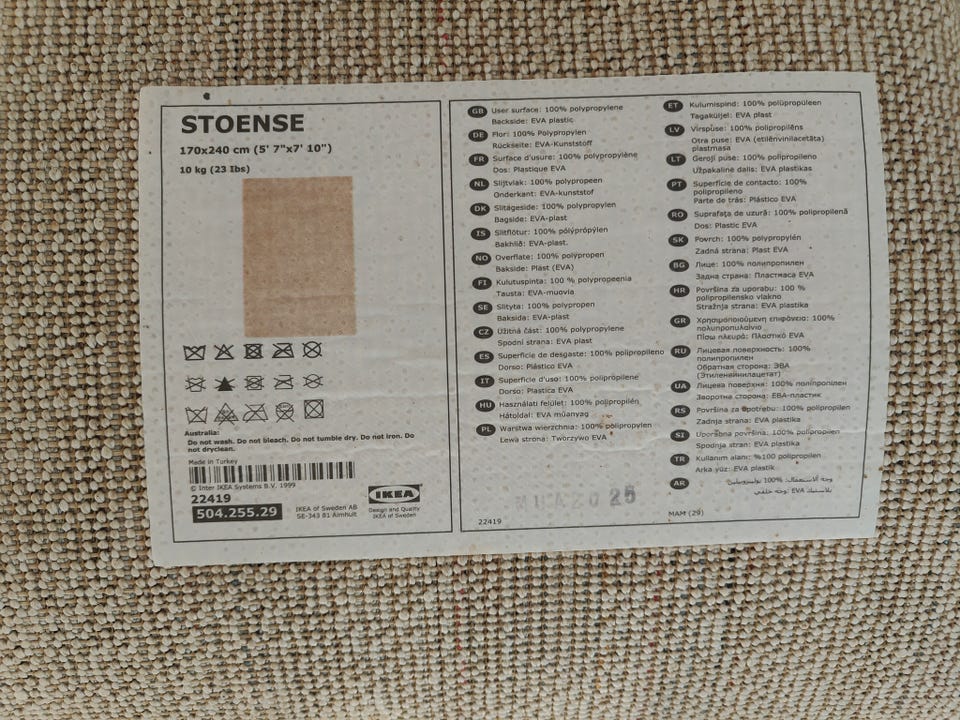 STOENSE
170x240 cm (5' 7"x7' 10")
10 kg (23 lbs)
Australia:
Do not wash. Do not bleach. Do not tumble dry. Do not iron. Do
not dryclean.
Made in Turkey
© Inter IKEA Systems B.V. 1999
22419
504.255.29
IKEA of Sweden AB
SE-343 81 Älmhult
IKEA
Design and Quality
IKEA of Sweden
GB User surface: 100% polypropylene
Backside: EVA plastic
DE Flori: 100% Polypropylen
Rückseite: EVA-Kunststoff
FR Surface d'usure: 100% polypropylène
Dos: Plastique EVA
NL Slijtvlak: 100% polypropeen
Onderkant: EVA-kunststof
DK Slitageside: 100% polypropylen
Bagside: EVA-plast
IS Slitflötur: 100% pólýprópýlen
Bakhlið: EVA-plast.
NO Overflate: 100% polypropen
Bakside: Plast (EVA)
FI Kulutuspinta: 100 % polypropeenia
Tausta: EVA-muovia
SE Slityta: 100% polypropen
Baksida: EVA-plast
CZ Užitná část: 100% polypropylene
Spodní strana: EVA plast
ES Superficie de desgaste: 100% polipropileno
Dorso: Plástico EVA
IT Superficie d'uso: 100% polipropilene
Dorso: Plastica EVA
HU Használati felület: 100% polipropilén
Hátoldal: EVA műanyag
PL Warstwa wierzchnia: 100% polipropylen
Lewa strona: Tworzywo EVA
22419
ET Kulumispind: 100% polüpropüleen
Tagaküljel: EVA plast
LV Virspuse: 100% polipropilēns
Otra puse: EVA (etilēnvinilacetāta)
plastmasa
LT Geroji pusė: 100% polipropileno
Užpakalinė dalis: EVA plastikas
PT Superfície de contacto: 100%
polipropileno
Parte de trás: Plástico EVA
RO Suprafaţa de uzură: 100% polipropilenă
Dos: Plastic EVA
SK Povrch: 100% polypropylén
Zadná strana: Plast EVA
BG Лице: 100% полипропилен
Задна страна: Пластмаса EVA
HR Površina za uporabu: 100 %
polipropilensko vlakno
Stražnja strana: EVA plastika
GR Χρησιμοποιούμενη επιφάνεια: 100%
πολυπροπυλαίνιο
Πίσω πλευρά: Πλαστικό EVA
RU Лицевая поверхность: 100%
полипропилен
Обратная сторона: ЭВА
(Этиленвинилацетат)
UA Лицева поверхня: 100% поліпропілен
Зворотна сторона: ЕВА-пластик
RS Površina za upotrebu: 100% polipropilen
Zadnja strana: EVA plastika
SI Uporabna površina: 100% polipropilen
Spodnja stran: EVA plastika
TR Kullanım alanı: %100 polipropilen
Arka yüz: EVA plastik
AR وجه الاستعمال: 100% بوليبروبيلين
وجه خلفي: EVA بلاستيك
25
MAM (29)